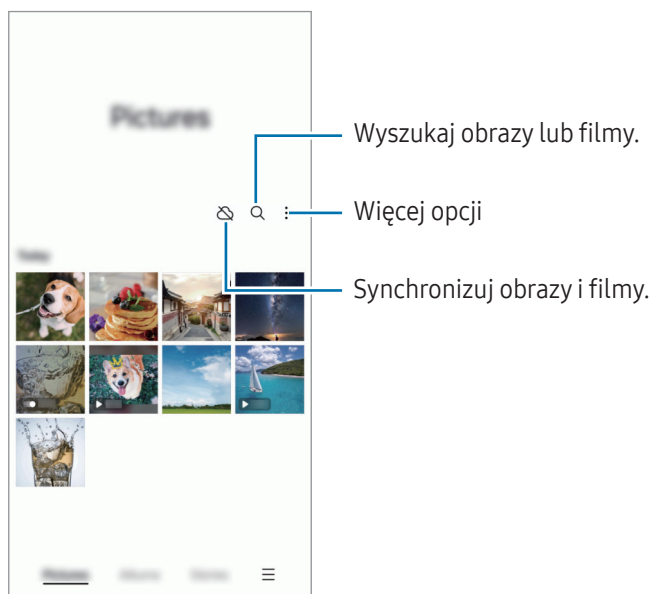 Pictures
Wyszukaj obrazy lub filmy.
Więcej opcji
Today
Synchronizuj obrazy i filmy.
Pictures Albums Stories